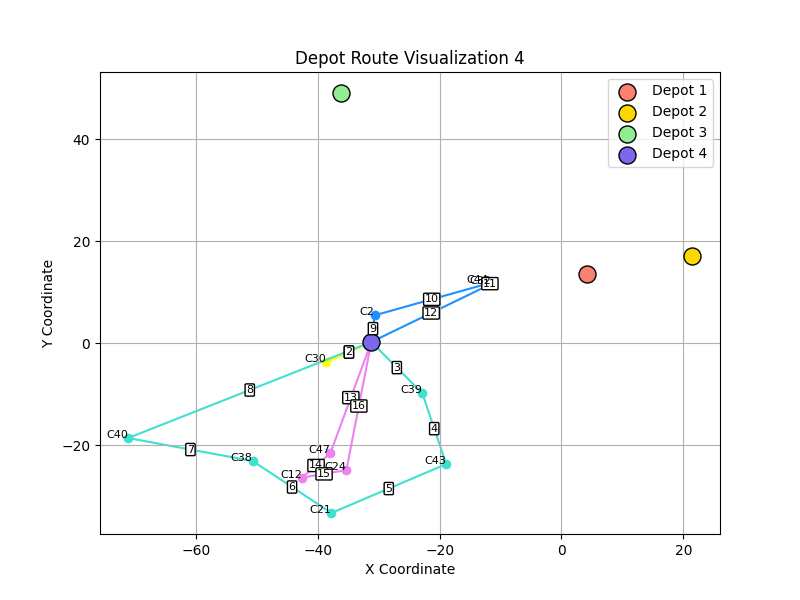 Depot Route Visualization 4
Depot 1
Depot 2
Depot 3
Depot 4
Y Coordinate
40
20
0
−20
−60
−40
−20
0
20
X Coordinate
C2
C30
C39
C40
C38
C43
C47
C24
C12
C21
2
3
4
5
6
7
8
9
10
11
12
13
14
15
16